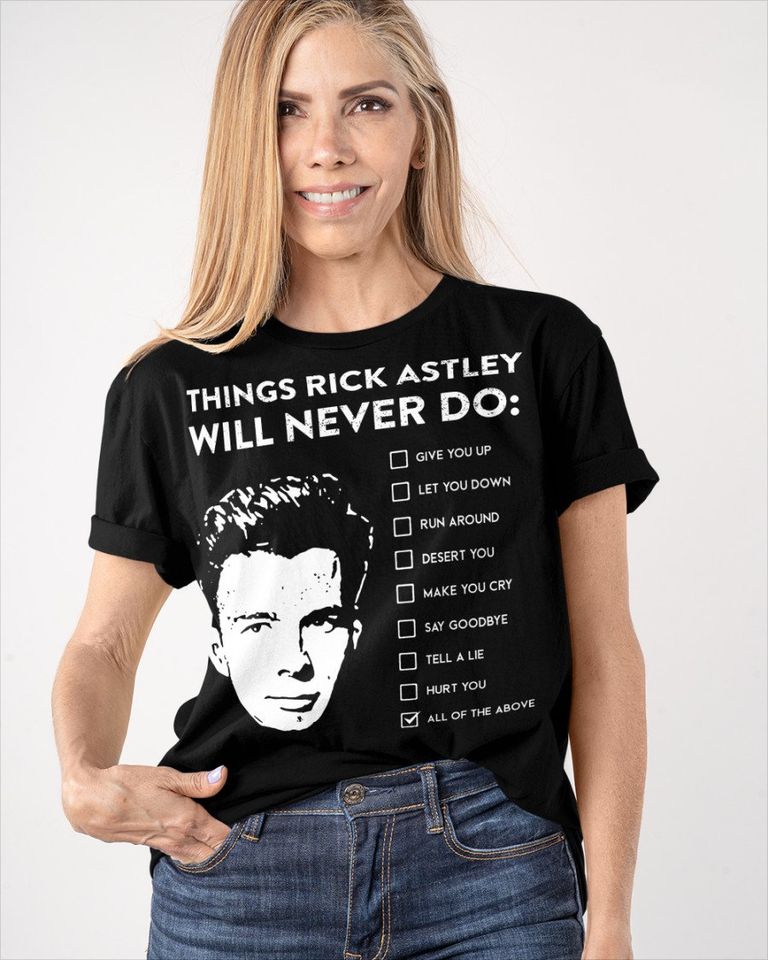 THINGS RICK ASTLEY
WILL NEVER DO:
GIVE YOU UP
LET YOU DOWN
RUN AROUND
DESERT YOU
MAKE YOU CRY
SAY GOODBYE
TELL A LIE
HURT YOU
ALL OF THE ABOVE